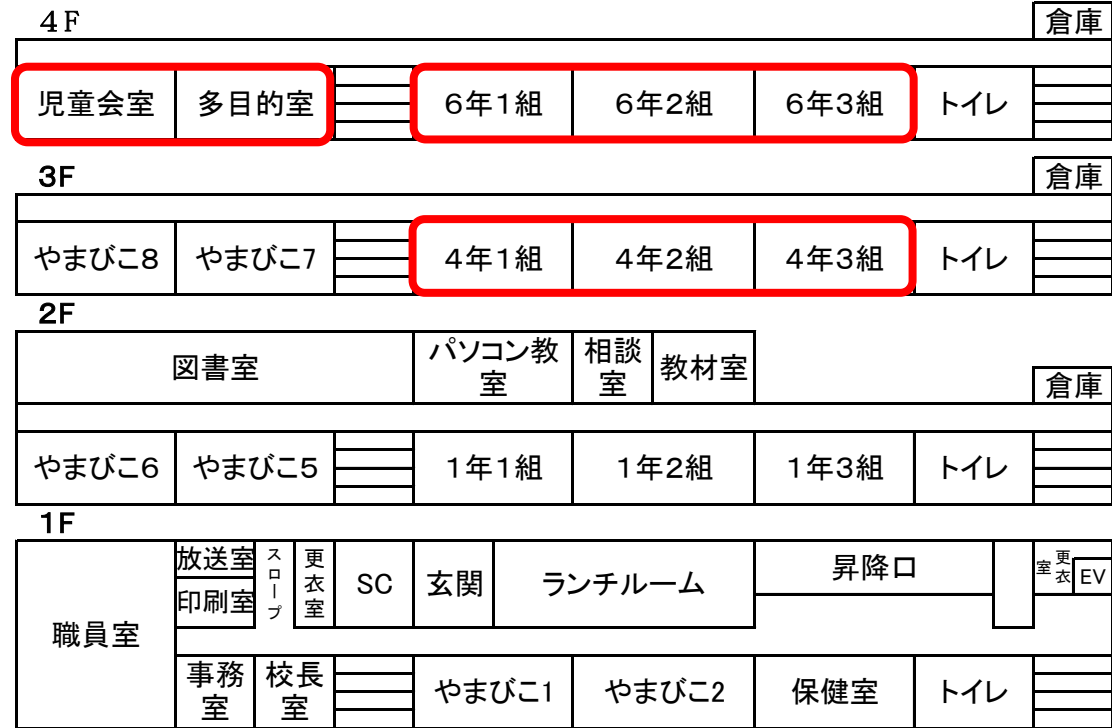 4F
倉庫
児童会室 多目的室 6年1組 6年2組 6年3組 トイレ
3F
倉庫
やまびこ8 やまびこ7 4年1組 4年2組 4年3組 トイレ
2F
図書室 パソコン教室 相談室 教材室
倉庫
やまびこ6 やまびこ5 1年1組 1年2組 1年3組 トイレ
1F
職員室 放送室 印刷室 スロープ 更衣室 SC 玄関 ランチルーム 昇降口 更衣室 EV
事務室 校長室 やまびこ1 やまびこ2 保健室 トイレ